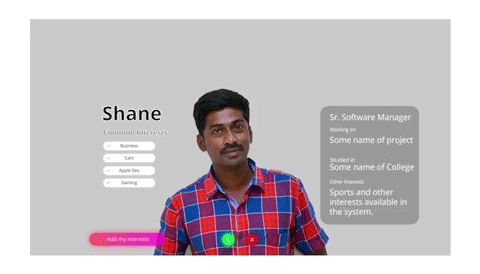 Shane
Common Interests
Business
Cars
Apple Dev
Gaming
Add my interests
Sr. Software Manager
Working on
Some name of project
Studied in
Some name of College
Other Interests
Sports and other
interests available in
the system.